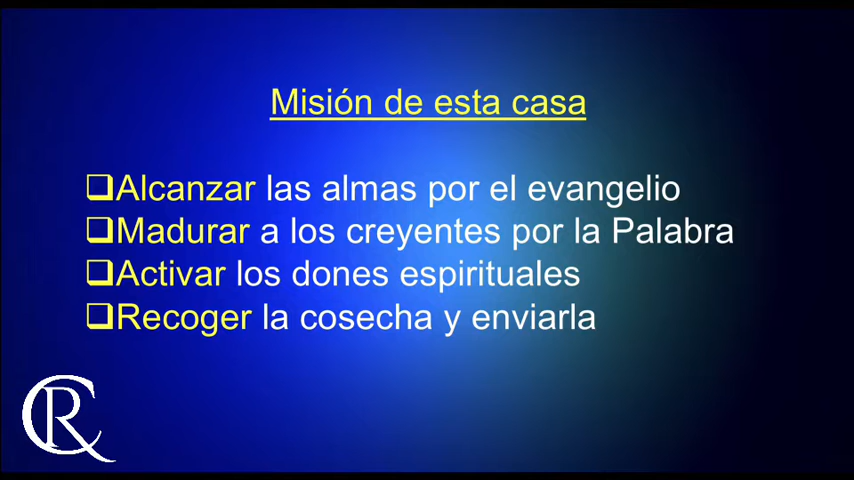 Misión de esta casa
❑Alcanzar las almas por el evangelio
❑Madurar a los creyentes por la Palabra
❑Activar los dones espirituales
❑Recoger la cosecha y enviarla
CR